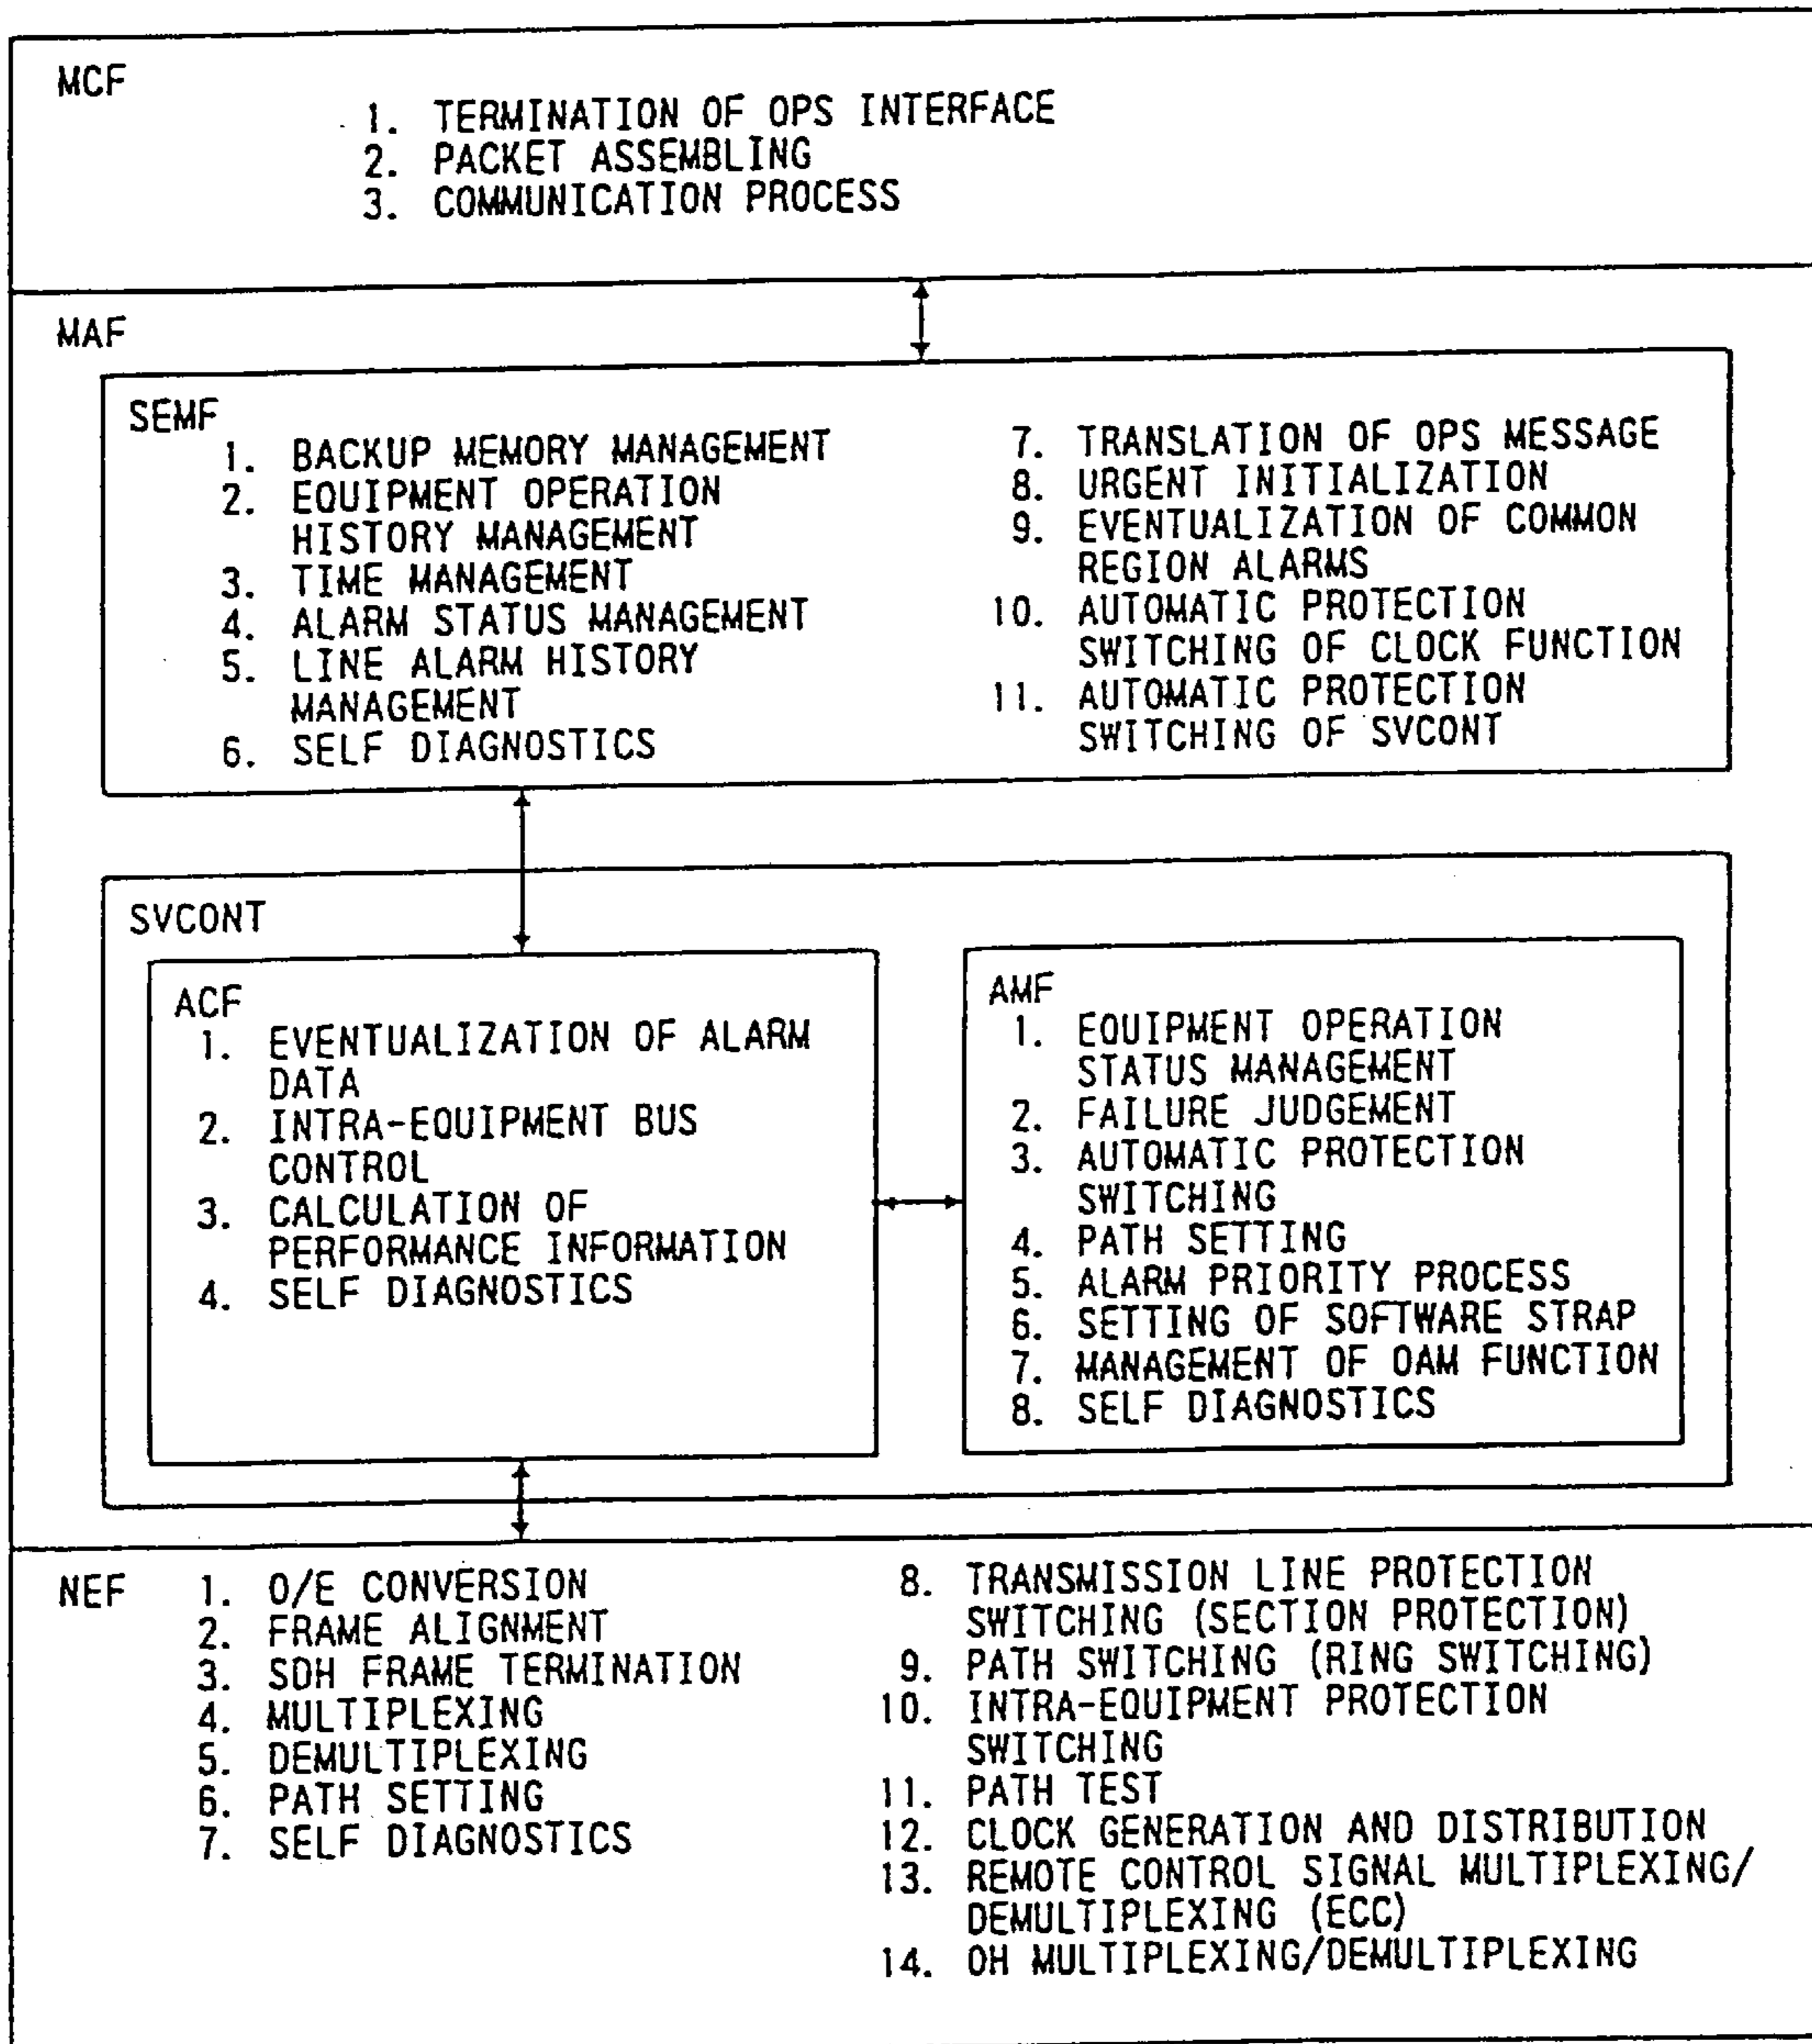 MCF
1. TERMINATION OF OPS INTERFACE
2. PACKET ASSEMBLING
3. COMMUNICATION PROCESS
MAF
SEMF
1. BACKUP MEMORY MANAGEMENT
2. EQUIPMENT OPERATION
HISTORY MANAGEMENT
3. TIME MANAGEMENT
4. ALARM STATUS MANAGEMENT
5. LINE ALARM HISTORY
MANAGEMENT
6. SELF DIAGNOSTICS
7. TRANSLATION OF OPS MESSAGE
8. URGENT INITIALIZATION
9. EVENTUALIZATION OF COMMON
REGION ALARMS
10. AUTOMATIC PROTECTION
SWITCHING OF CLOCK FUNCTION
11. AUTOMATIC PROTECTION
SWITCHING OF SVCONT
SVCONT
ACF
1. EVENTUALIZATION OF ALARM
DATA
2. INTRA-EQUIPMENT BUS
CONTROL
3. CALCULATION OF
PERFORMANCE INFORMATION
4. SELF DIAGNOSTICS
AMF
1. EQUIPMENT OPERATION
STATUS MANAGEMENT
2. FAILURE JUDGEMENT
3. AUTOMATIC PROTECTION
SWITCHING
4. PATH SETTING
5. ALARM PRIORITY PROCESS
6. SETTING OF SOFTWARE STRAP
7. MANAGEMENT OF OAM FUNCTION
8. SELF DIAGNOSTICS
NEF
1. O/E CONVERSION
2. FRAME ALIGNMENT
3. SDH FRAME TERMINATION
4. MULTIPLEXING
5. DEMULTIPLEXING
6. PATH SETTING
7. SELF DIAGNOSTICS
8. TRANSMISSION LINE PROTECTION
SWITCHING (SECTION PROTECTION)
9. PATH SWITCHING (RING SWITCHING)
10. INTRA-EQUIPMENT PROTECTION
SWITCHING
11. PATH TEST
12. CLOCK GENERATION AND DISTRIBUTION
13. REMOTE CONTROL SIGNAL MULTIPLEXING/
DEMULTIPLEXING (ECC)
14. OH MULTIPLEXING/DEMULTIPLEXING